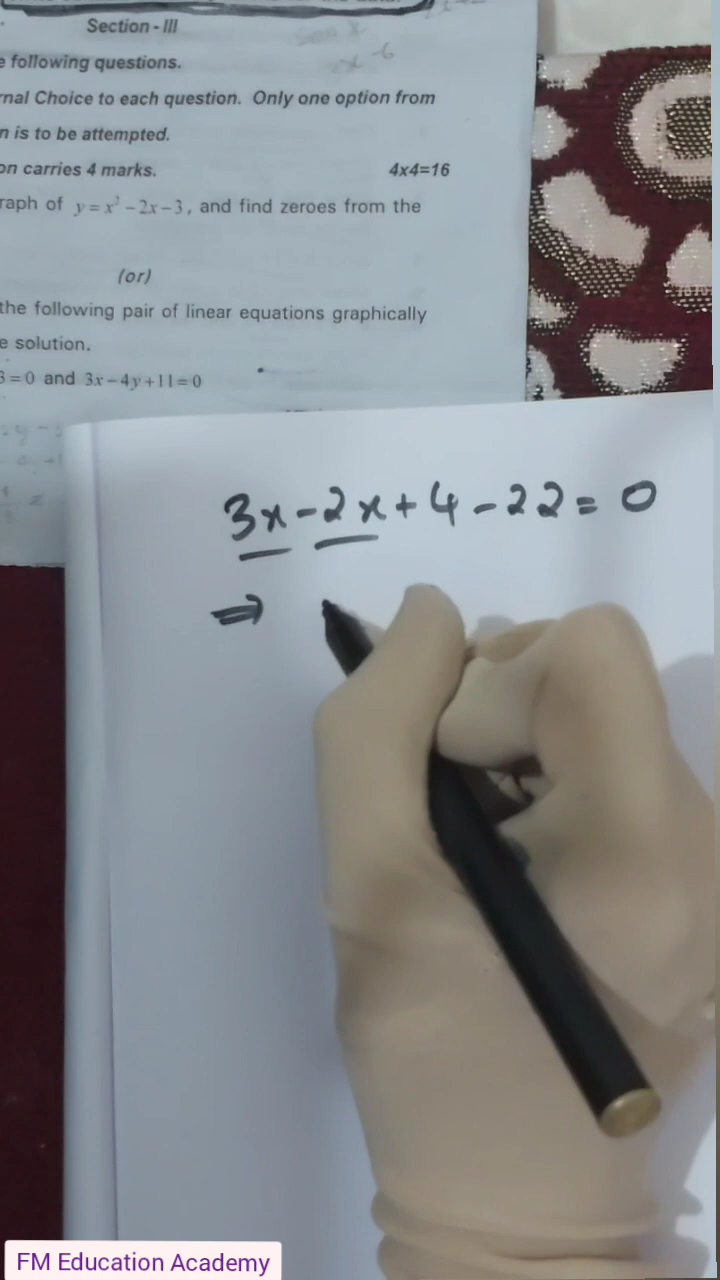 Section - III
e following questions.
rnal Choice to each question. Only one option from
n is to be attempted.
on carries 4 marks. 4x4=16
raph of y = x² – 2x – 3, and find zeroes from the
(or)
the following pair of linear equations graphically
e solution.
3 = 0 and 3x – 4y + 11 = 0
3x - 2x + 4 - 22 = 0
⇒
FM Education Academy